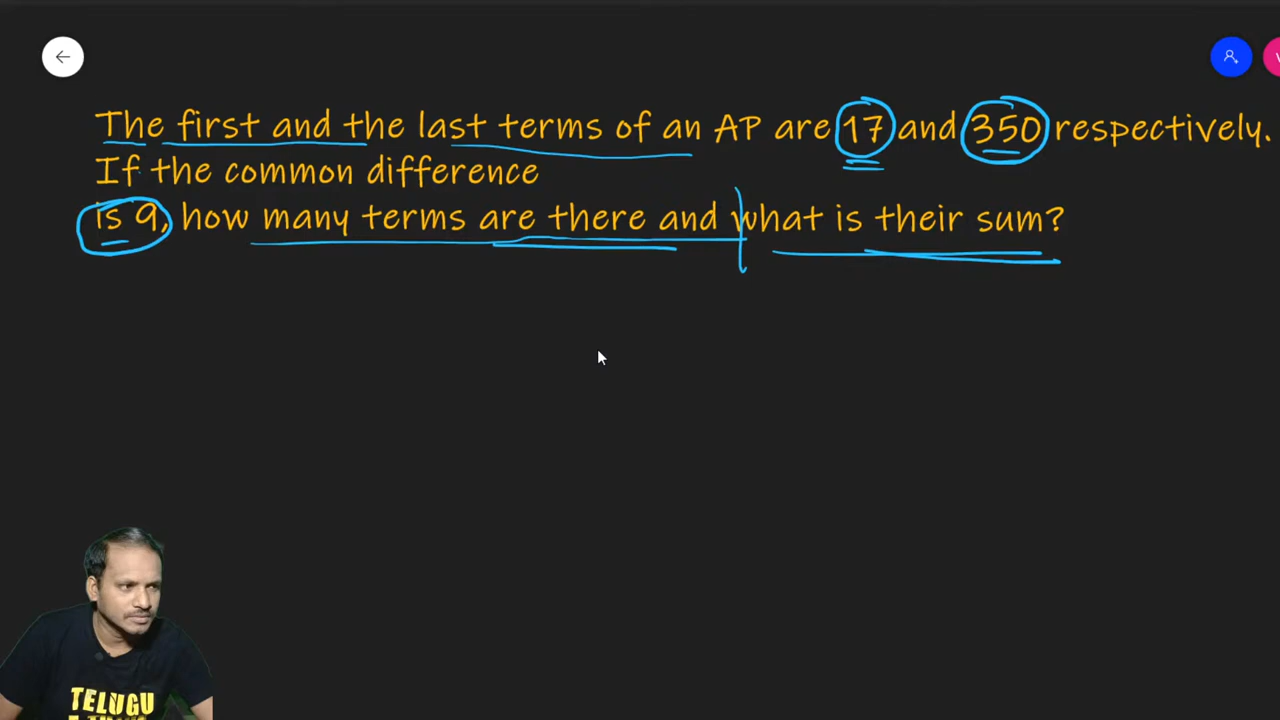 The first and the last terms of an AP are 17 and 350 respectively.
If the common difference
is 9, how many terms are there and what is their sum?
TELUGU